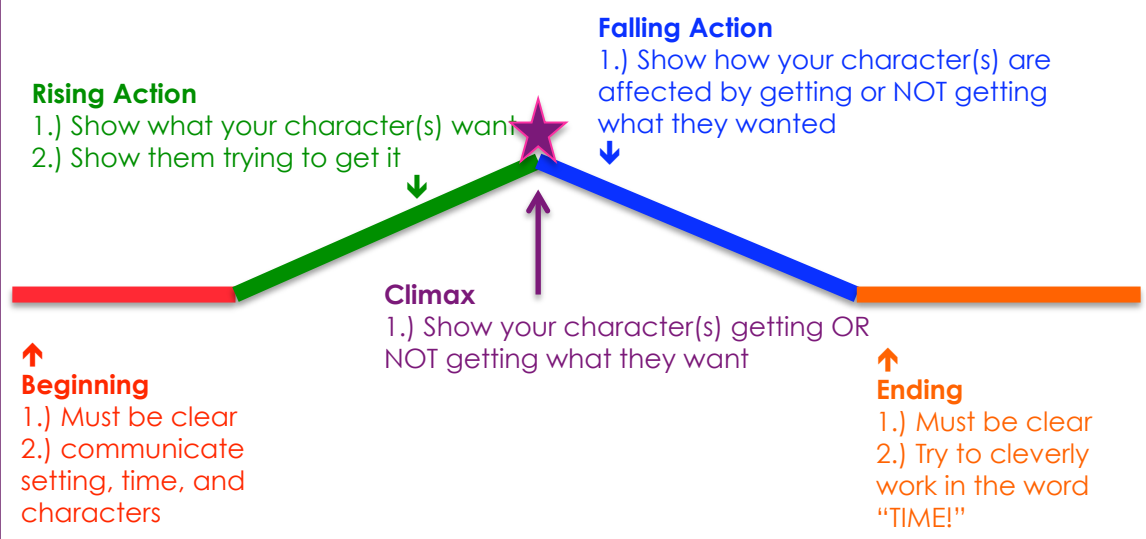 Falling Action
1.) Show how your character(s) are
affected by getting or NOT getting
what they wanted
Rising Action
1.) Show what your character(s) want
2.) Show them trying to get it
Climax
1.) Show your character(s) getting OR
NOT getting what they want
Beginning
1.) Must be clear
2.) communicate
setting, time, and
characters
Ending
1.) Must be clear
2.) Try to cleverly
work in the word
“TIME!”